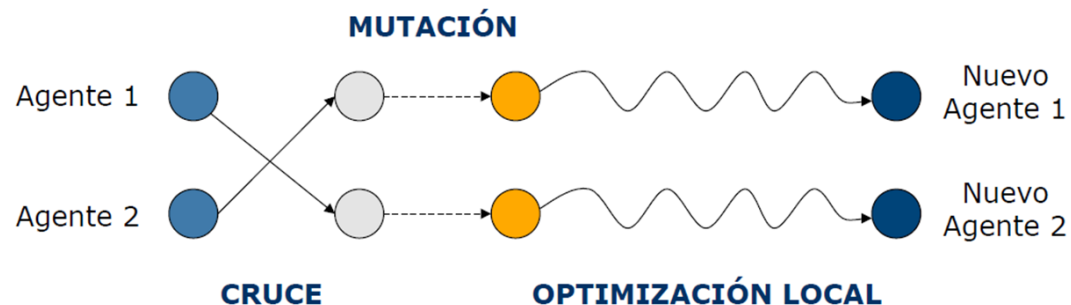 MUTACIÓN
Agente 1
Nuevo
Agente 1
Agente 2
Nuevo
Agente 2
CRUCE
OPTIMIZACIÓN LOCAL